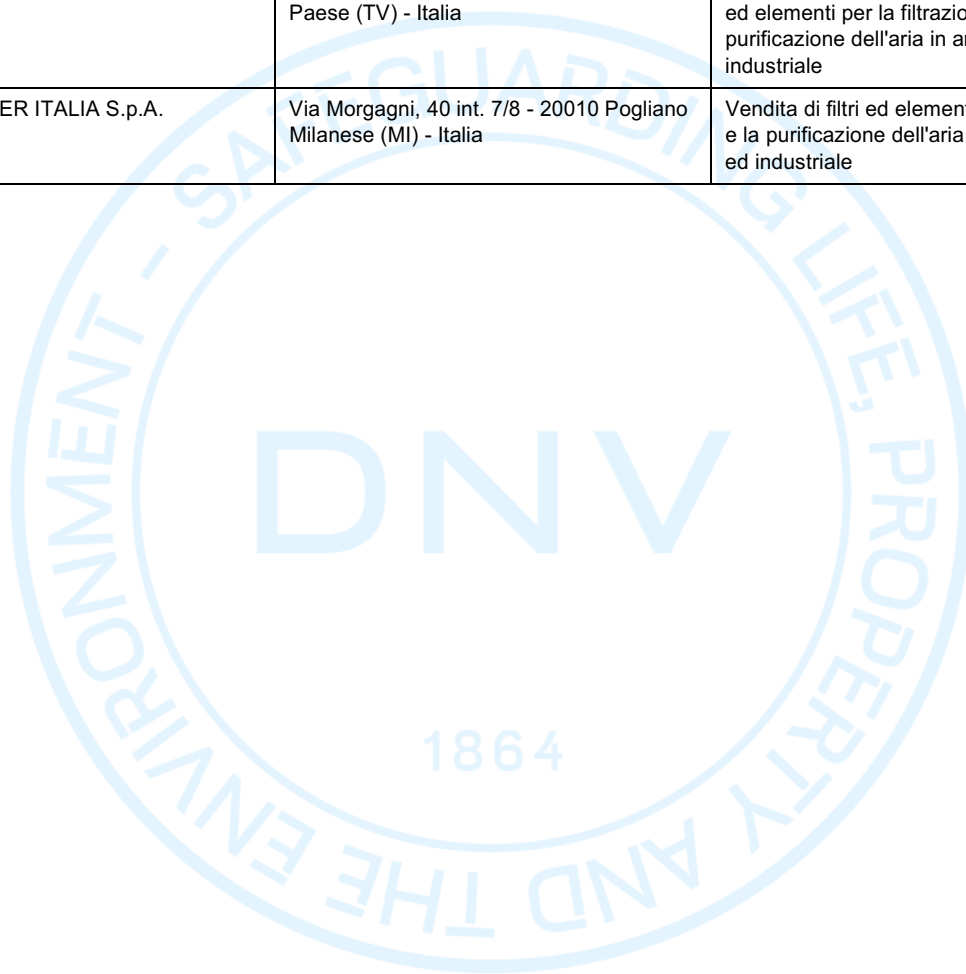 Paese (TV) - Italia
ed elementi per la
purificazione dell'aria in
industriale
ER ITALIA S.p.A.
Via Morgagni, 40 int. 7/8 - 20010 Pogliano
Milanese (MI) - Italia
Vendita di filtri ed
e la purificazione dell'aria
ed industriale
SAFEGUARDING LIFE, PROPERTY AND THE ENVIRONMENT -
DNV
1864